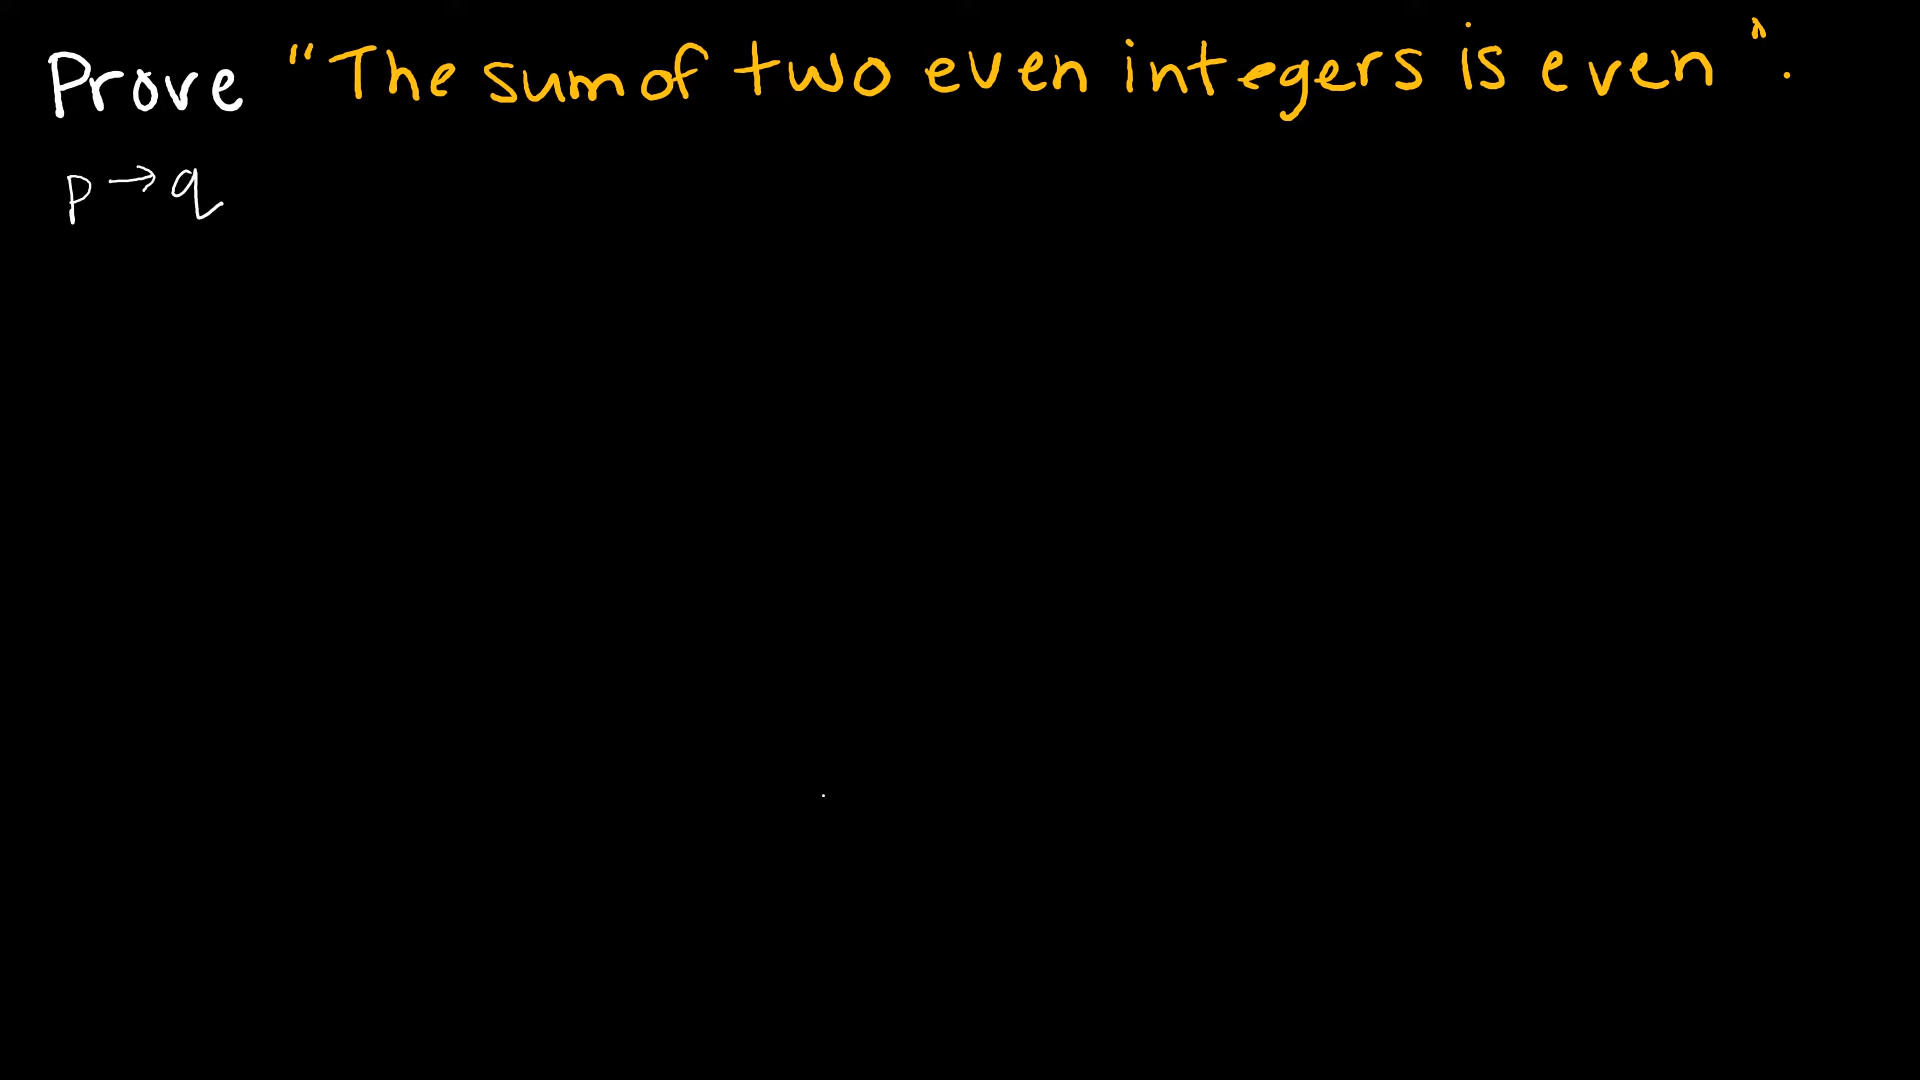 Prove "The sum of two even integers is even".
p → q